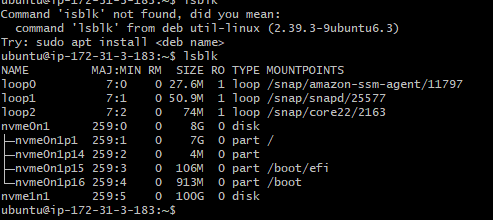 ubuntu@ip-172-31-3-183:~$ isblk
Command 'isblk' not found, did you mean:
  command 'lsblk' from deb util-linux (2.39.3-9ubuntu6.3)
Try: sudo apt install <deb name>
ubuntu@ip-172-31-3-183:~$ lsblk
NAME         MAJ:MIN RM  SIZE RO TYPE MOUNTPOINTS
loop0          7:0    0 27.6M  1 loop /snap/amazon-ssm-agent/11797
loop1          7:1    0 50.9M  1 loop /snap/snapd/25577
loop2          7:2    0   74M  1 loop /snap/core22/2163
nvme0n1      259:0    0    8G  0 disk
├─nvme0n1p1  259:1    0    7G  0 part /
├─nvme0n1p14 259:2    0    4M  0 part
├─nvme0n1p15 259:3    0  106M  0 part /boot/efi
└─nvme0n1p16 259:4    0  913M  0 part /boot
nvme1n1      259:5    0  100G  0 disk
ubuntu@ip-172-31-3-183:~$